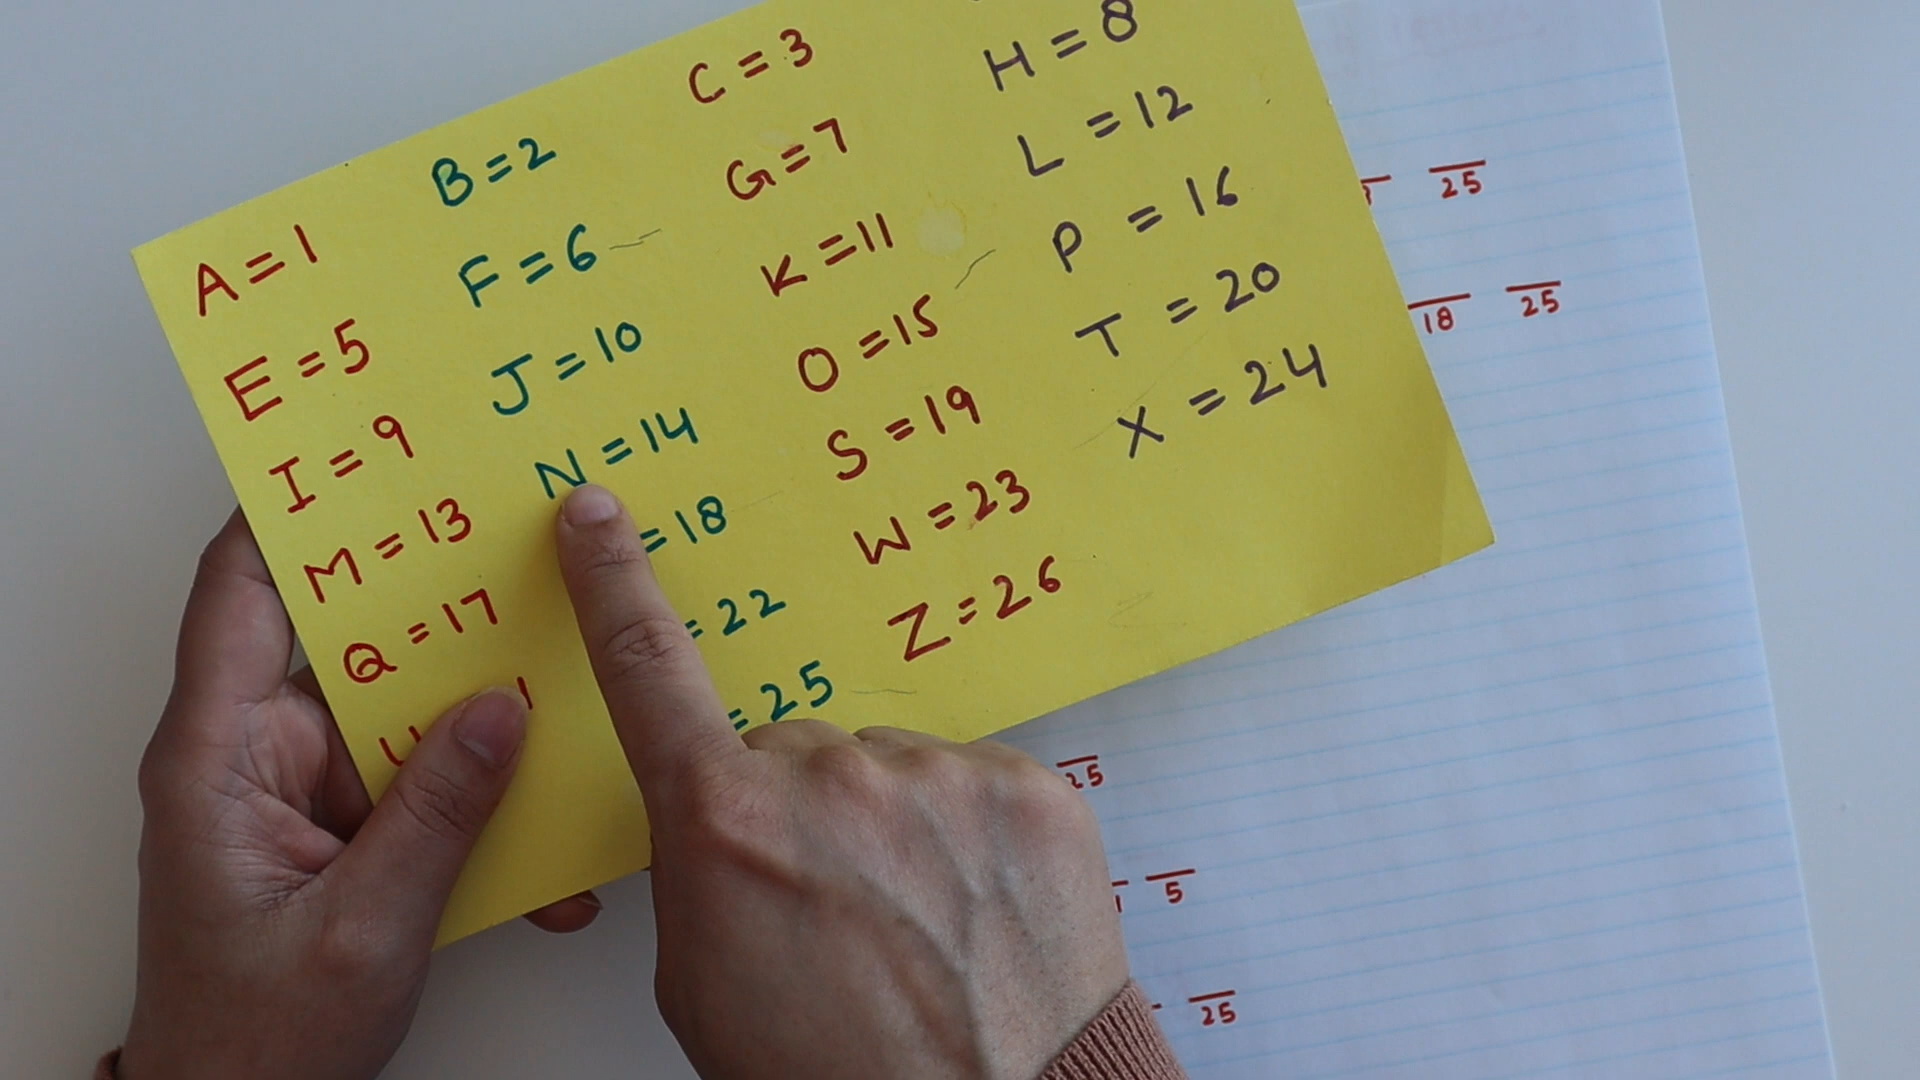 A = 1
B = 2
C = 3
E = 5
F = 6
G = 7
H = 8
I = 9
J = 10
K = 11
L = 12
M = 13
N = 14
O = 15
P = 16
Q = 17
= 18
S = 19
T = 20
= 22
W = 23
X = 24
= 25
Z = 26
25
18 25
25
5
25